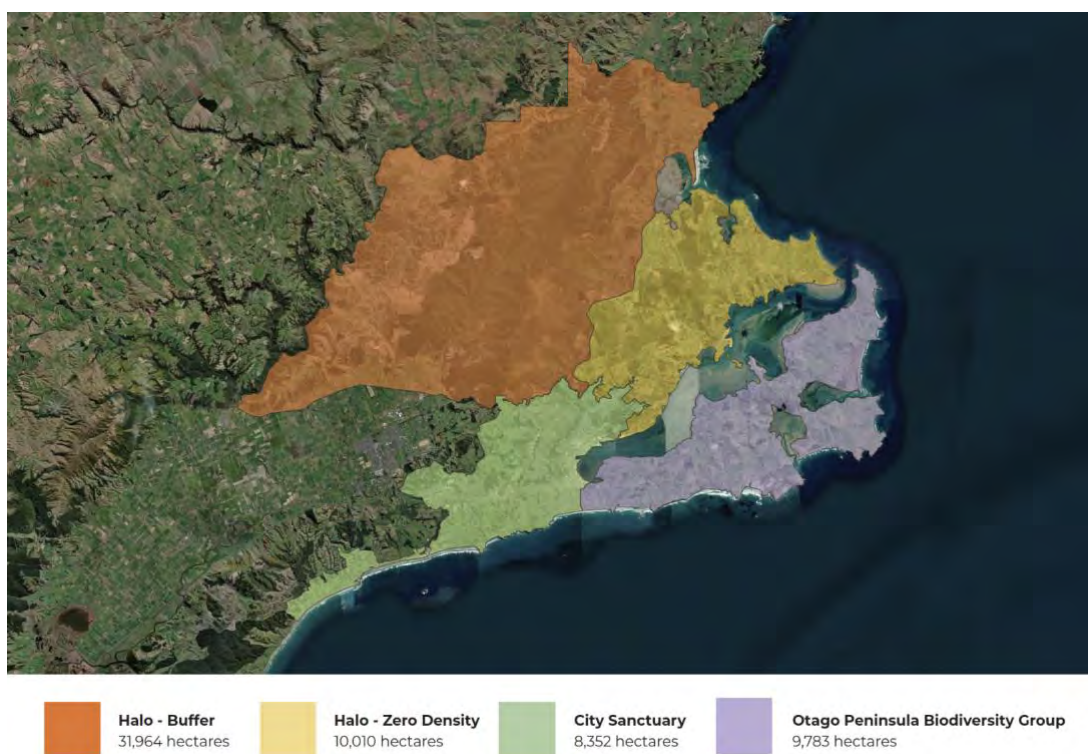 Halo - Buffer
31,964 hectares
Halo - Zero Density
10,010 hectares
City Sanctuary
8,352 hectares
Otago Peninsula Biodiversity Group
9,783 hectares